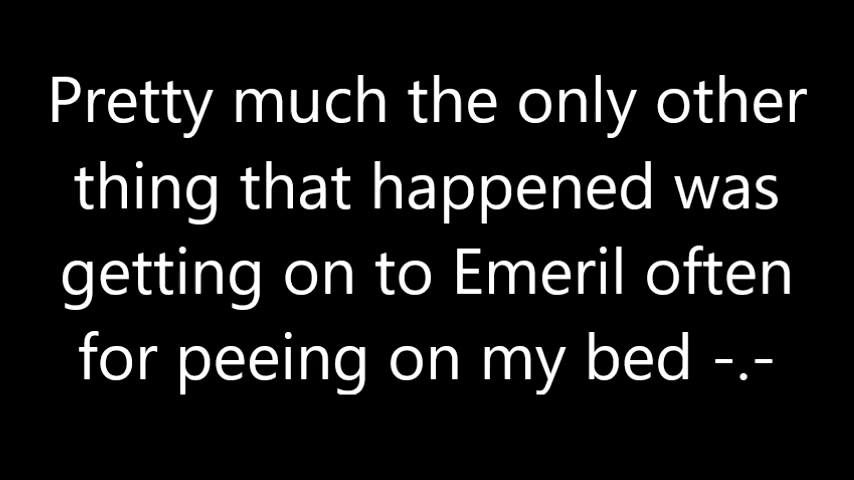 Pretty much the only other
thing that happened was
getting on to Emeril often
for peeing on my bed -.-